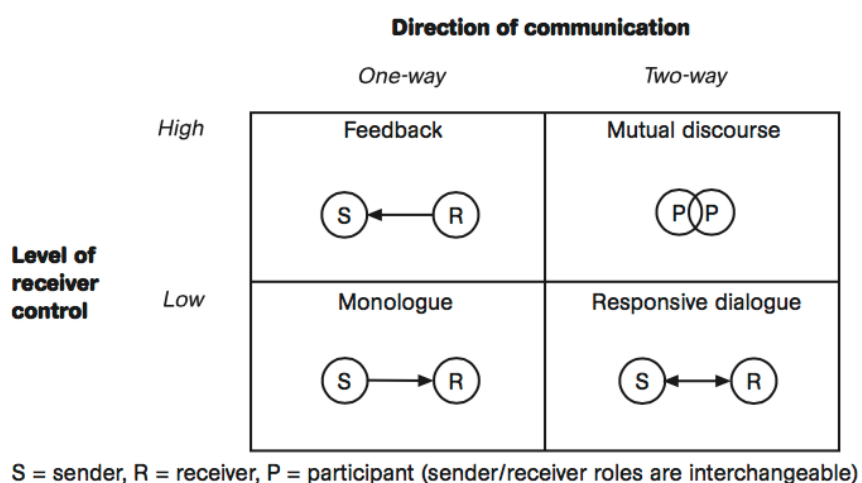 Direction of communication
One-way Two-way
High Feedback Mutual discourse
S R P P
Level of
receiver
control
Low Monologue Responsive dialogue
S R S R
S = sender, R = receiver, P = participant (sender/receiver roles are interchangeable)